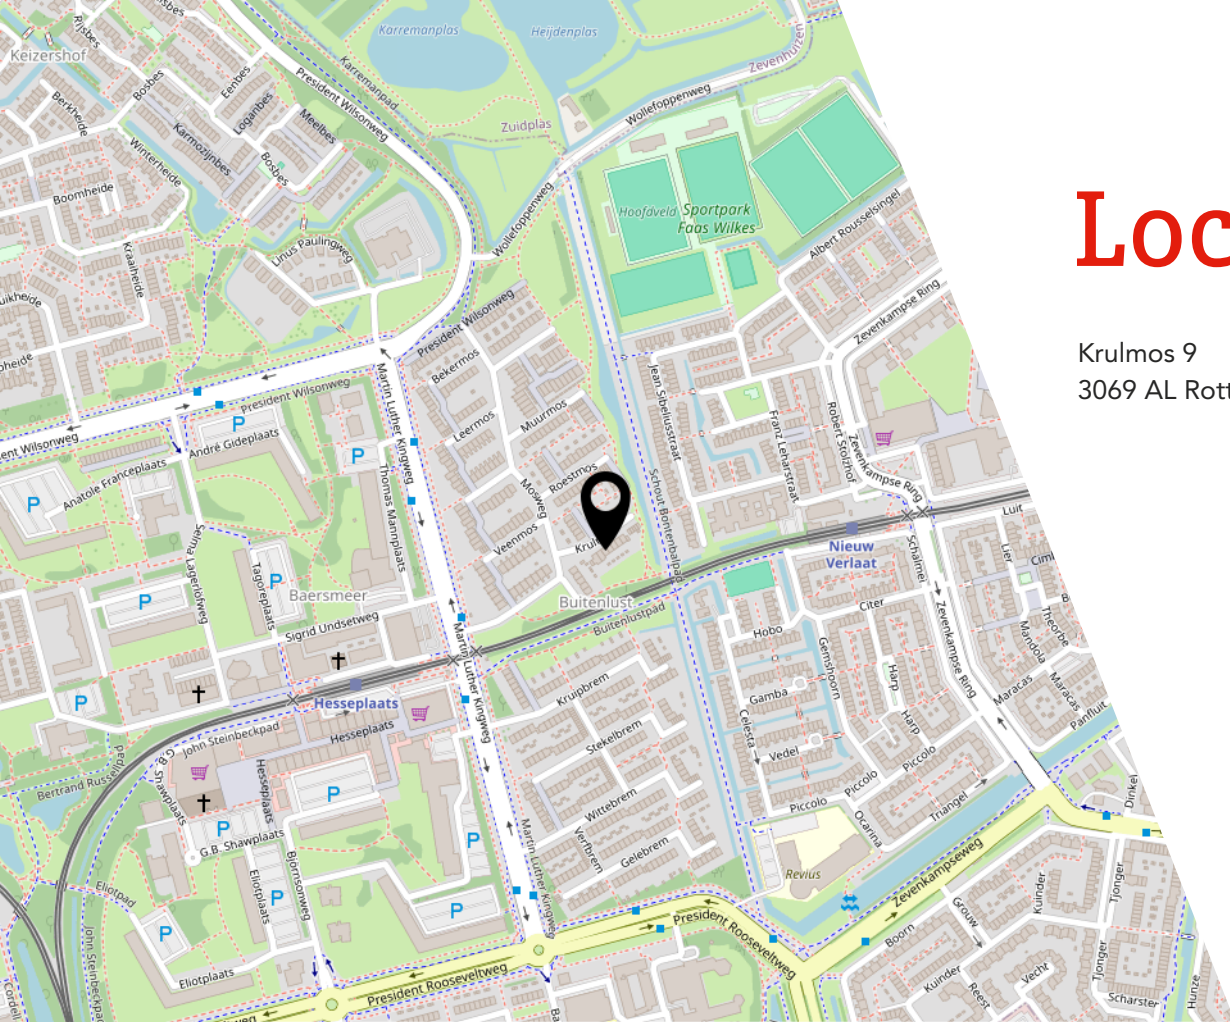 Karremanplas
Heijdenplas
Keizershof
Rijsbes
Bosbes
Eenbes
Loganbes
Meelbes
Karmozijnbes
Bosbes
Berkheide
Winterheide
Boomheide
Kraaiheide
President Wilsonweg
Karremanpad
Zuidplas
Zevenhuizen
Wollefoppenweg
Wollefoppenweg
Hoofdveld
Sportpark
Faas Wilkes
Albert Rousselsingel
Zevenkampse Ring
Linus Paulingweg
President Wilsonweg
Bekermos
Leermos
Muurmos
Roestmos
Mosweg
Veenmos
Martin Luther Kingweg
President Wilsonweg
André Gideplaats
Anatole Franceplaats
Thomas Mannplaats
Selma Lagerlöfweg
Tagoreplaats
Baersmeer
Sigrid Undsetweg
Jean Sibeliusstraat
Schout Bontenbalpad
Franz Leharstraat
Robert Stolzhof
Zevenkampse Ring
Nieuw
Verlaat
Buitenlust
Buitenlustpad
Hesseplaats
Hesseplaats
Hesseplaats
John Steinbeckpad
G.B. Shawplaats
G.B. Shawplaats
Bertrand Russellpad
Martin Luther Kingweg
Kruipbrem
Stekelbrem
Wittebrem
Verfbrem
Gelebrem
Martin Luther Kingweg
Citer
Hobo
Gemshoorn
Gamba
Celesta
Vedel
Harp
Harp
Piccolo
Piccolo
Piccolo
Ocarina
Triangel
Schalmei
Zevenkampse Ring
Lier
Theorbe
Mandola
Maracas
Maracas
Panfluit
Dinkel
Revius
Zevenkampseweg
President Rooseveltweg
President Rooseveltweg
Björnsonweg
Eliotplaats
Eliotplaats
Eliotpad
Boorn
Grouw
Kuinder
Kuinder
Reest
Vecht
Tjonger
Tjonger
Hunze
P
P
P
P
P
P
P
P
P
P
P
P
Loc
Krulmos 9
3069 AL Rott